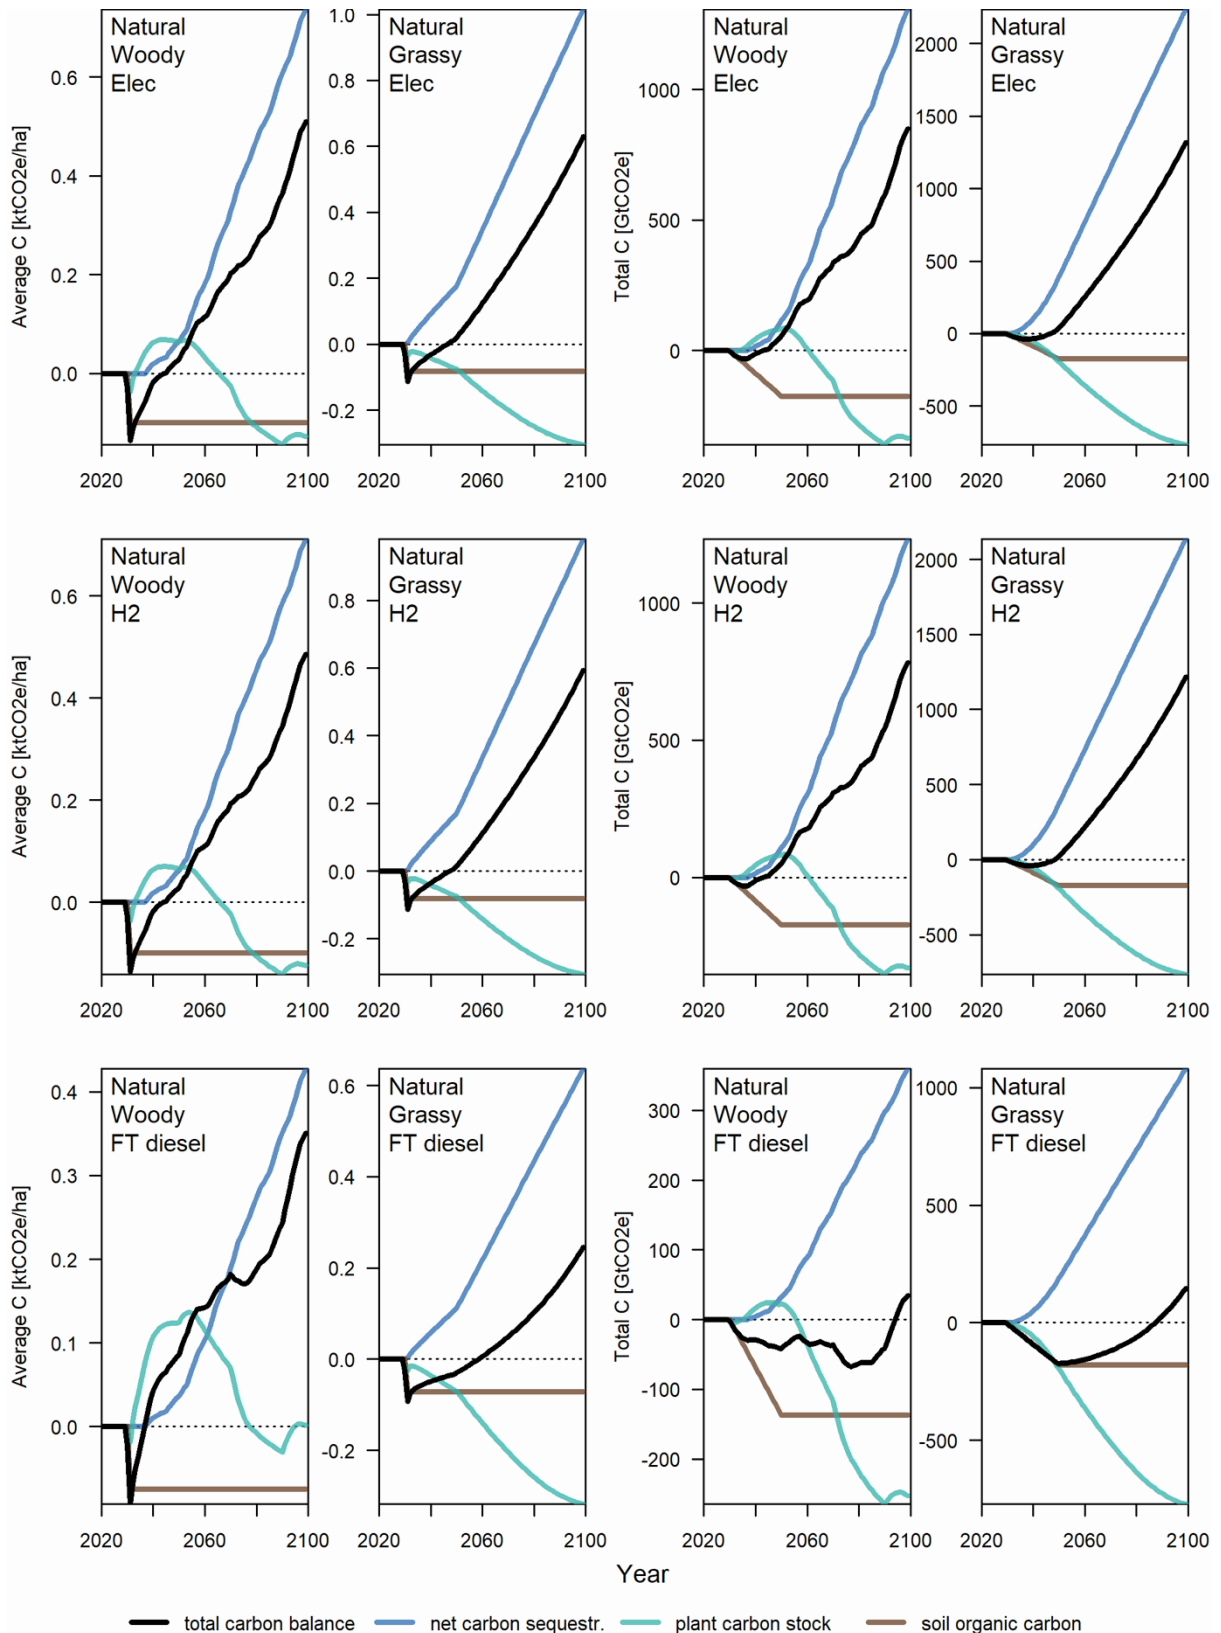 Natural
Woody
Elec
0.6
0.4
0.2
0.0
Average C [ktCO2e/ha]
2020 2060 2100
Natural
Grassy
Elec
1.0
0.8
0.6
0.4
0.2
0.0
-0.2
2020 2060 2100
Natural
Woody
Elec
1000
500
0
Total C [GtCO2e]
2020 2060 2100
Natural
Grassy
Elec
2000
1500
1000
500
0
-500
2020 2060 2100
Natural
Woody
H2
0.6
0.4
0.2
0.0
Average C [ktCO2e/ha]
2020 2060 2100
Natural
Grassy
H2
0.8
0.6
0.4
0.2
0.0
-0.2
2020 2060 2100
Natural
Woody
H2
1000
500
0
Total C [GtCO2e]
2020 2060 2100
Natural
Grassy
H2
2000
1500
1000
500
0
-500
2020 2060 2100
Natural
Woody
FT diesel
0.4
0.3
0.2
0.1
0.0
Average C [ktCO2e/ha]
2020 2060 2100
Natural
Grassy
FT diesel
0.6
0.4
0.2
0.0
-0.2
2020 2060 2100
Natural
Woody
FT diesel
300
200
100
0
-100
-200
Total C [GtCO2e]
2020 2060 2100
Natural
Grassy
FT diesel
1000
500
0
-500
2020 2060 2100
Year
total carbon balance net carbon sequestr. plant carbon stock soil organic carbon